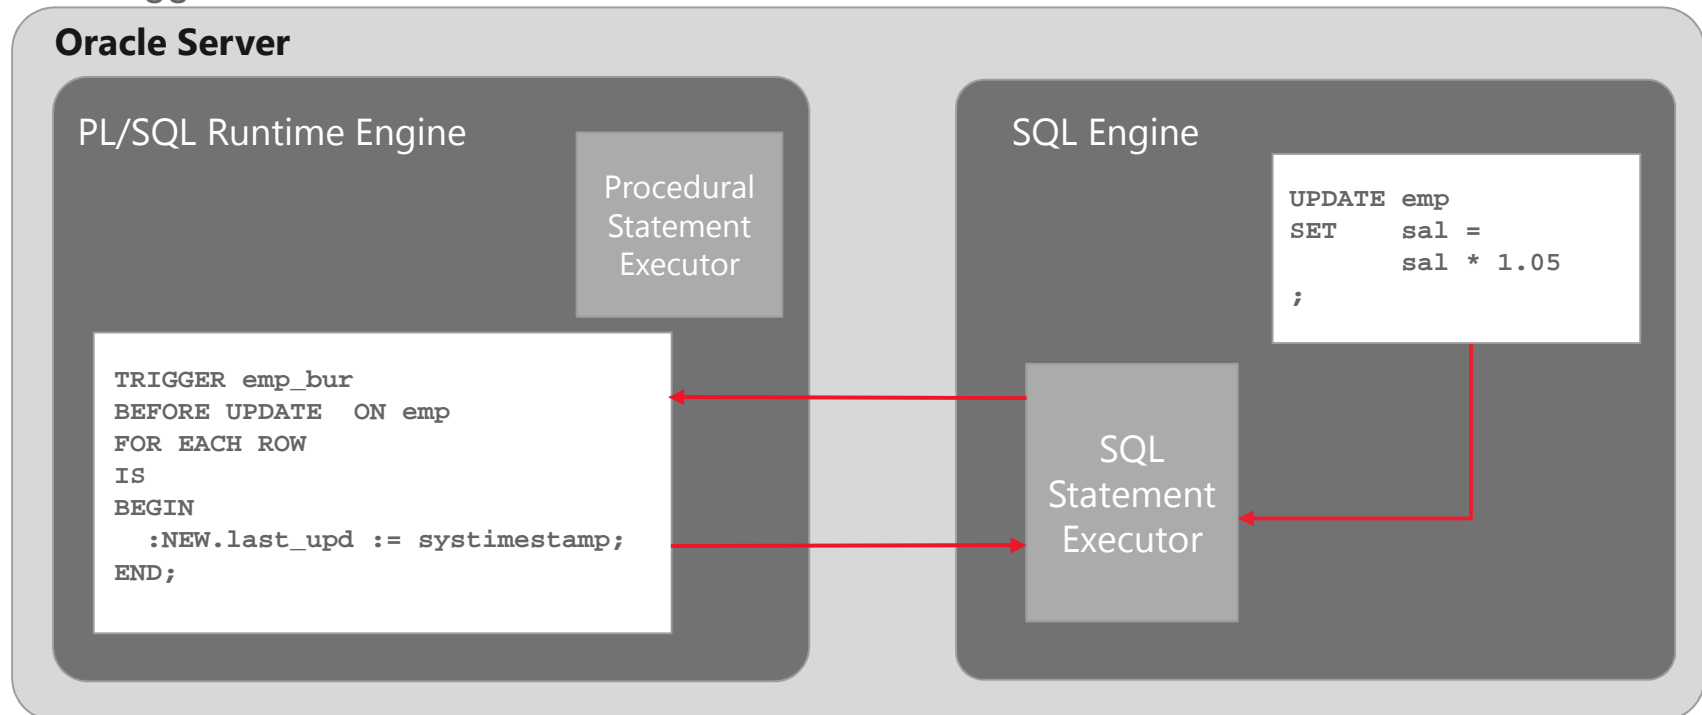 Oracle Server
PL/SQL Runtime Engine
Procedural
Statement
Executor
TRIGGER emp_bur
BEFORE UPDATE  ON emp
FOR EACH ROW
IS
BEGIN
  :NEW.last_upd := systimestamp;
END;
SQL Engine
UPDATE emp
SET    sal =
       sal * 1.05
;
SQL
Statement
Executor